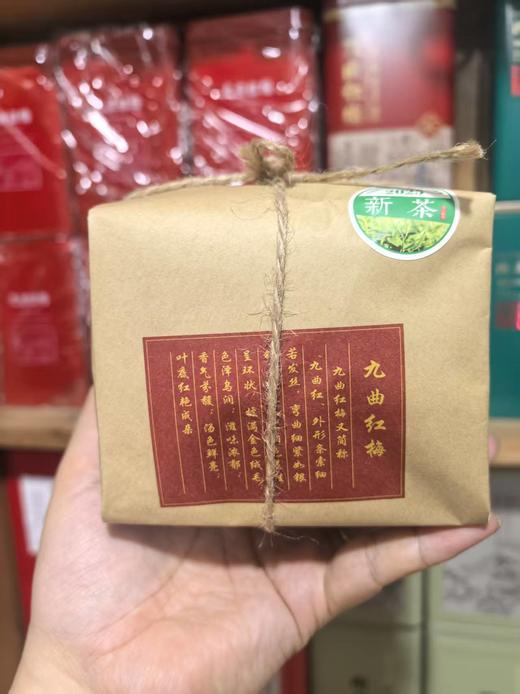 新茶
九曲红梅
九曲红梅又简称
九曲红、外形条索细
若发丝,弯曲细紧如银
呈环状,披满金色绒毛,
色泽乌润;滋味浓郁
香气芬馥;汤色鲜亮;
叶底红艳成朵